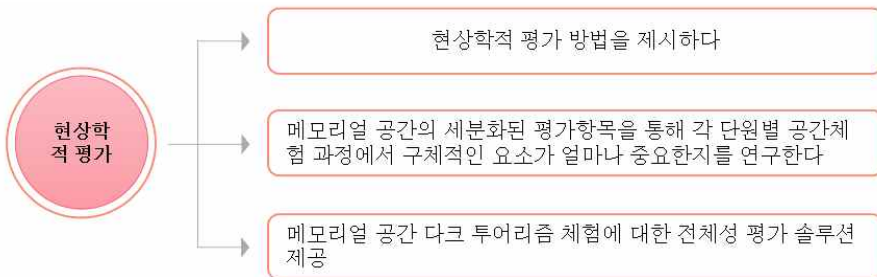 현상학적 평가 방법을 제시하다
현상학
적 평가
메모리얼 공간의 세분화된 평가항목을 통해 각 단원별 공간체
험 과정에서 구체적인 요소가 얼마나 중요한지를 연구한다
메모리얼 공간 다크 투어리즘 체험에 대한 전체성 평가 솔루션
제공